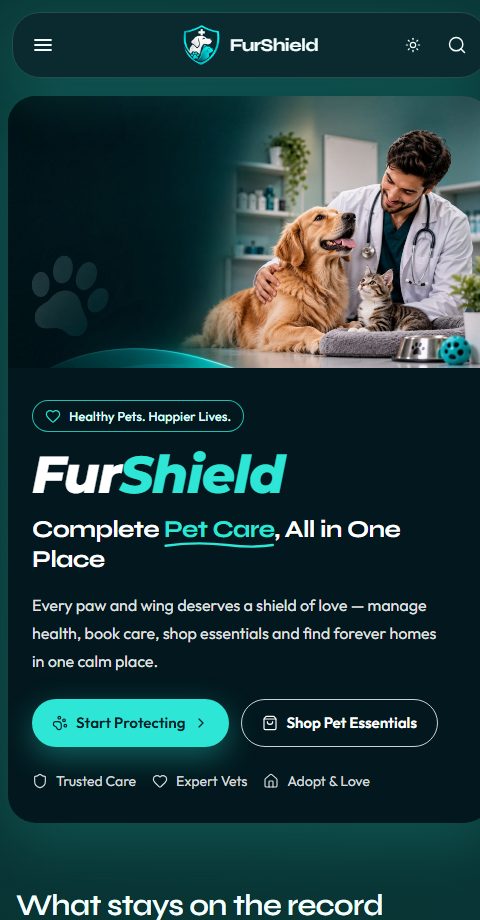 FurShield
Healthy Pets. Happier Lives.
FurShield
Complete Pet Care, All in One
Place
Every paw and wing deserves a shield of love — manage
health, book care, shop essentials and find forever homes
in one calm place.
Start Protecting
Shop Pet Essentials
Trusted Care
Expert Vets
Adopt & Love
What stays on the record